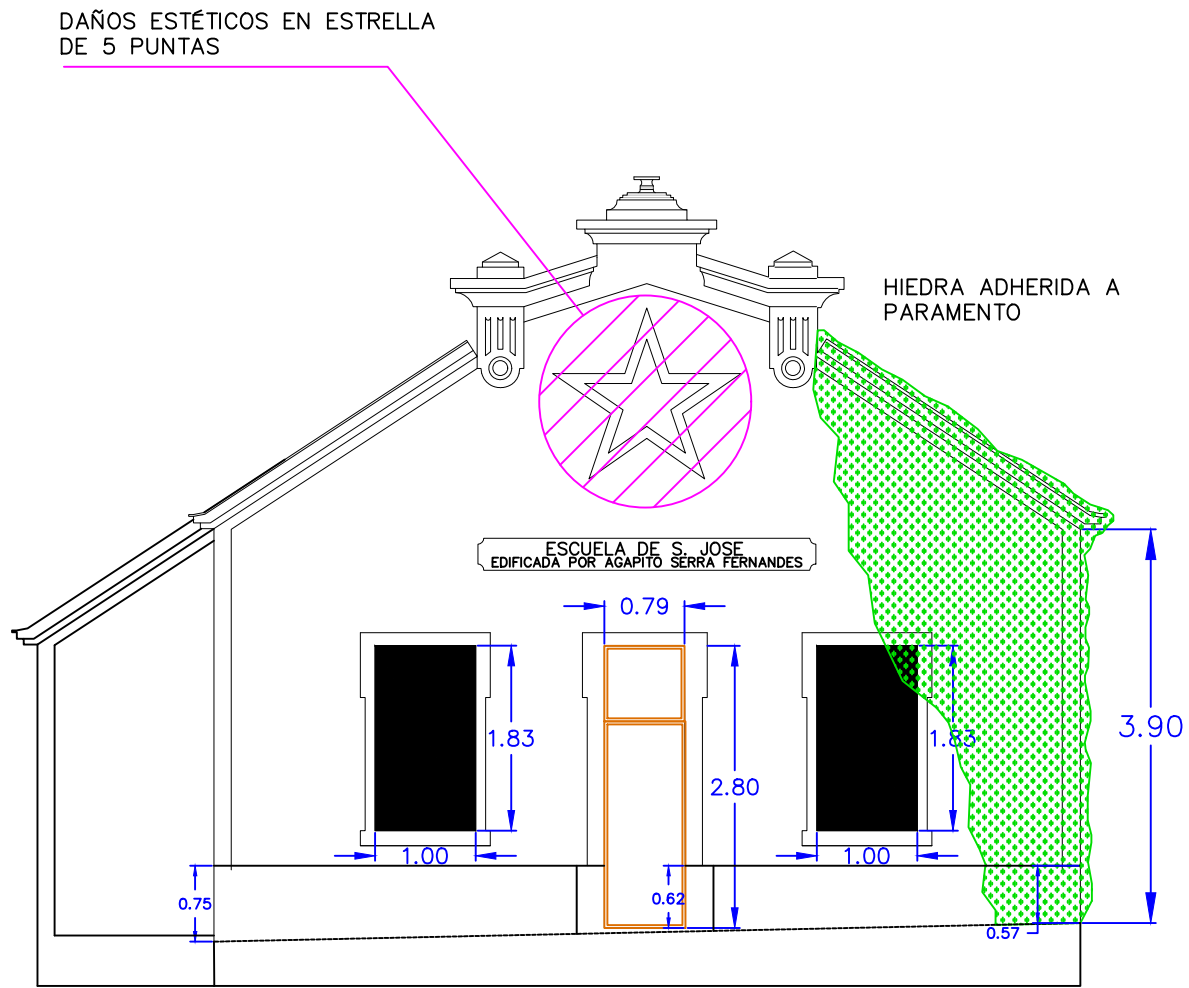 DAÑOS ESTÉTICOS EN ESTRELLA
DE 5 PUNTAS
HIEDRA ADHERIDA A
PARAMENTO
ESCUELA DE S. JOSE
EDIFICADA POR AGAPITO SERRA FERNANDES
0.79
1.83
1.83
3.90
2.80
1.00
1.00
0.75
0.62
0.57